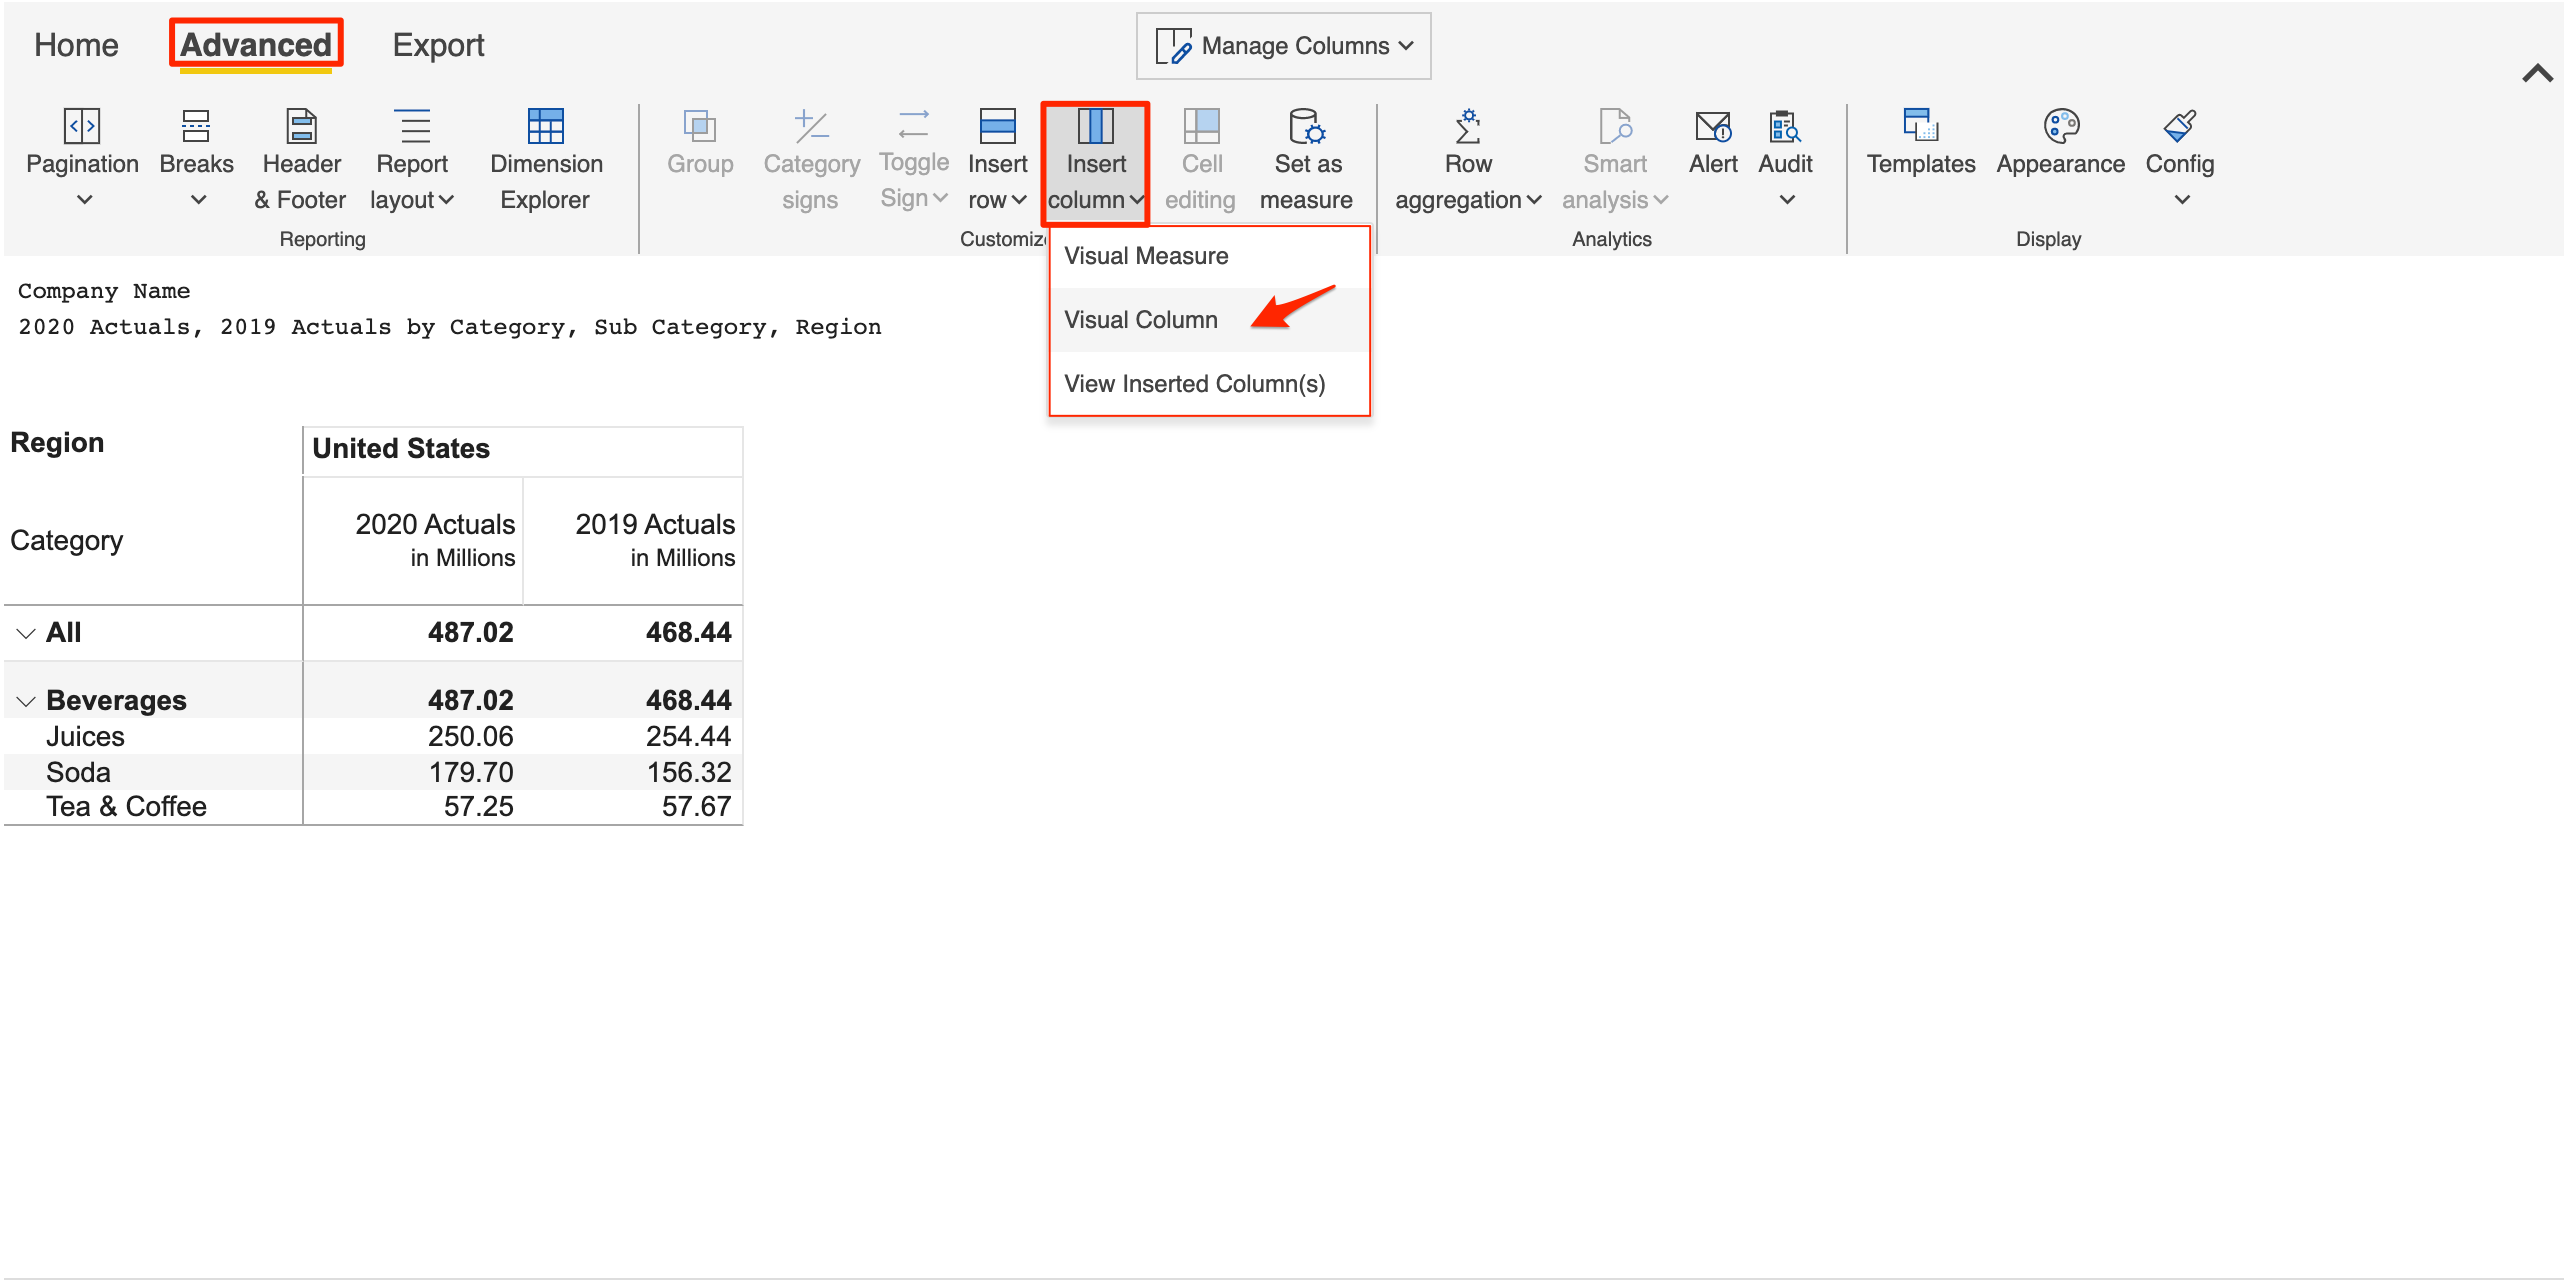 Home Advanced Export Manage Columns
Pagination Breaks Header & Footer Report layout Dimension Explorer Group Category signs Toggle Sign Insert row Insert column Cell editing Set as measure Row aggregation Smart analysis Alert Audit Templates Appearance Config
Reporting Customize Analytics Display
Visual Measure
Visual Column
View Inserted Column(s)
Company Name
2020 Actuals, 2019 Actuals by Category, Sub Category, Region
Region United States
Category 2020 Actuals in Millions 2019 Actuals in Millions
All 487.02 468.44
Beverages 487.02 468.44
Juices 250.06 254.44
Soda 179.70 156.32
Tea & Coffee 57.25 57.67